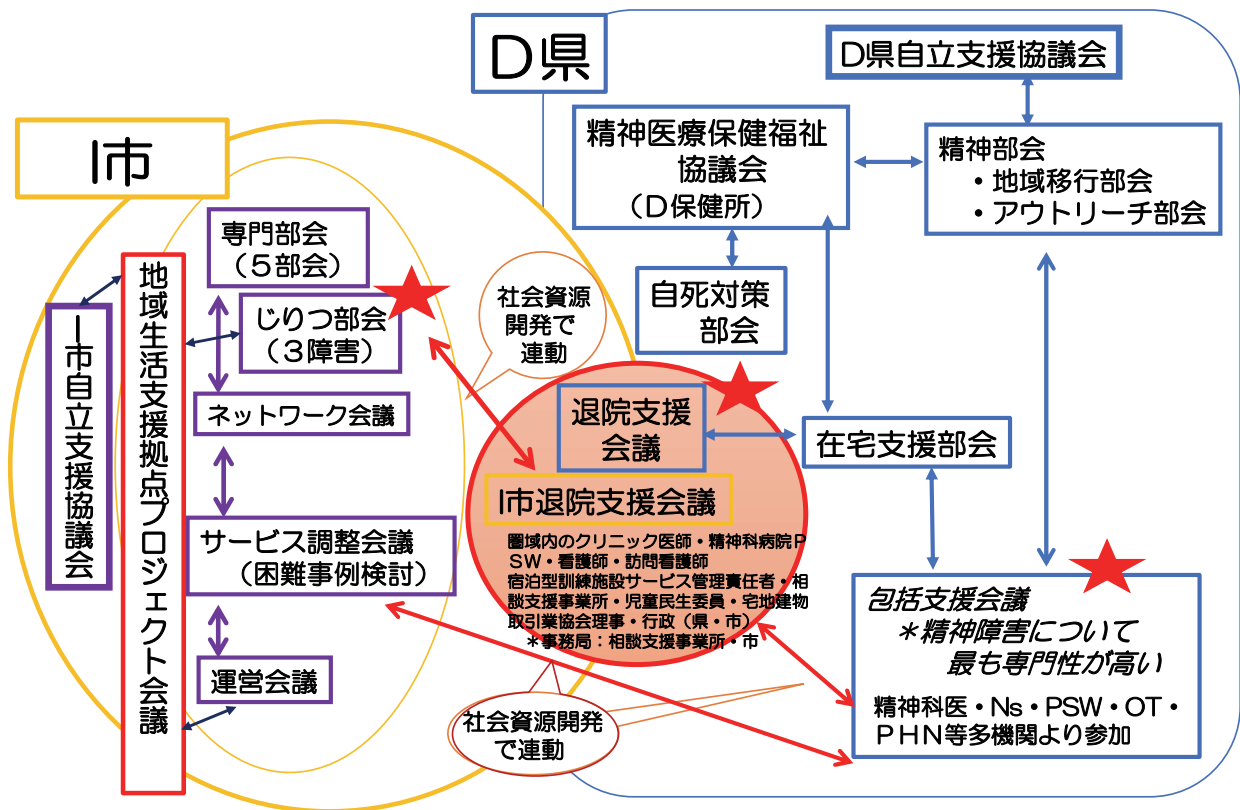 D県
D県自立支援協議会
精神医療保健福祉
協議会
(D保健所)
精神部会
・地域移行部会
・アウトリーチ部会
自死対策
部会
在宅支援部会
包括支援会議
＊精神障害について
最も専門性が高い
精神科医・Ns・PSW・OT・
PHN等多機関より参加
I市
I市自立支援協議会
地域生活支援拠点プロジェクト会議
専門部会
(5部会)
じりつ部会
(3障害)
ネットワーク会議
サービス調整会議
(困難事例検討)
運営会議
社会資源
開発で
連動
退院支援
会議
I市退院支援会議
圏域内のクリニック医師・精神科病院P
SW・看護師・訪問看護師
宿泊型訓練施設サービス管理責任者・相
談支援事業所・児童民生委員・宅地建物
取引業協会理事・行政（県・市）
＊事務局：相談支援事業所・市
社会資源開発
で連動